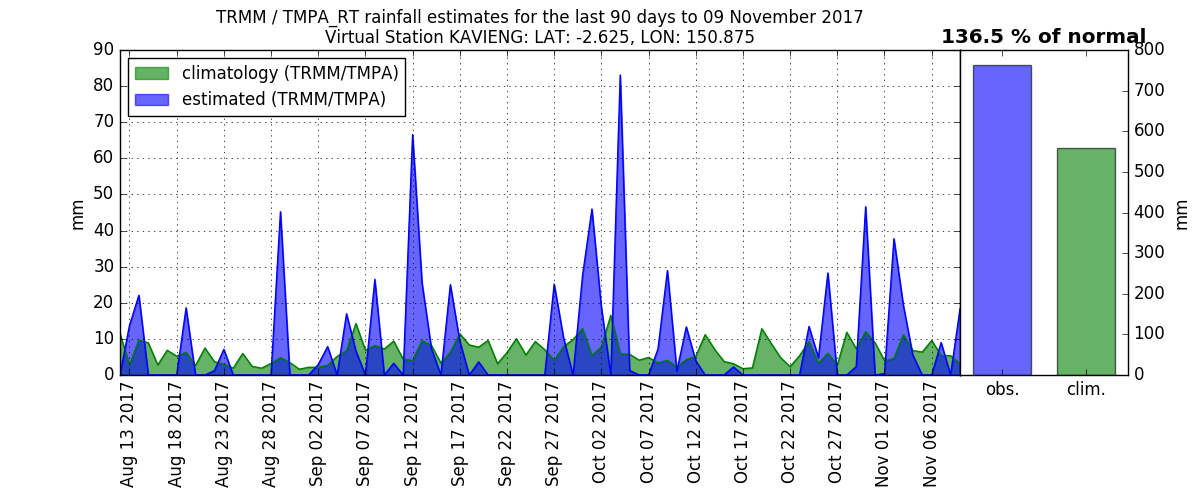 TRMM / TMPA_RT rainfall estimates for the last 90 days to 09 November 2017
Virtual Station KAVIENG: LAT: -2.625, LON: 150.875
136.5 % of normal
climatology (TRMM/TMPA)
estimated (TRMM/TMPA)
90
80
70
60
50
40
30
20
10
0
mm
Aug 13 2017
Aug 18 2017
Aug 23 2017
Aug 28 2017
Sep 02 2017
Sep 07 2017
Sep 12 2017
Sep 17 2017
Sep 22 2017
Sep 27 2017
Oct 02 2017
Oct 07 2017
Oct 12 2017
Oct 17 2017
Oct 22 2017
Oct 27 2017
Nov 01 2017
Nov 06 2017
obs.
clim.
800
700
600
500
400
300
200
100
0
mm